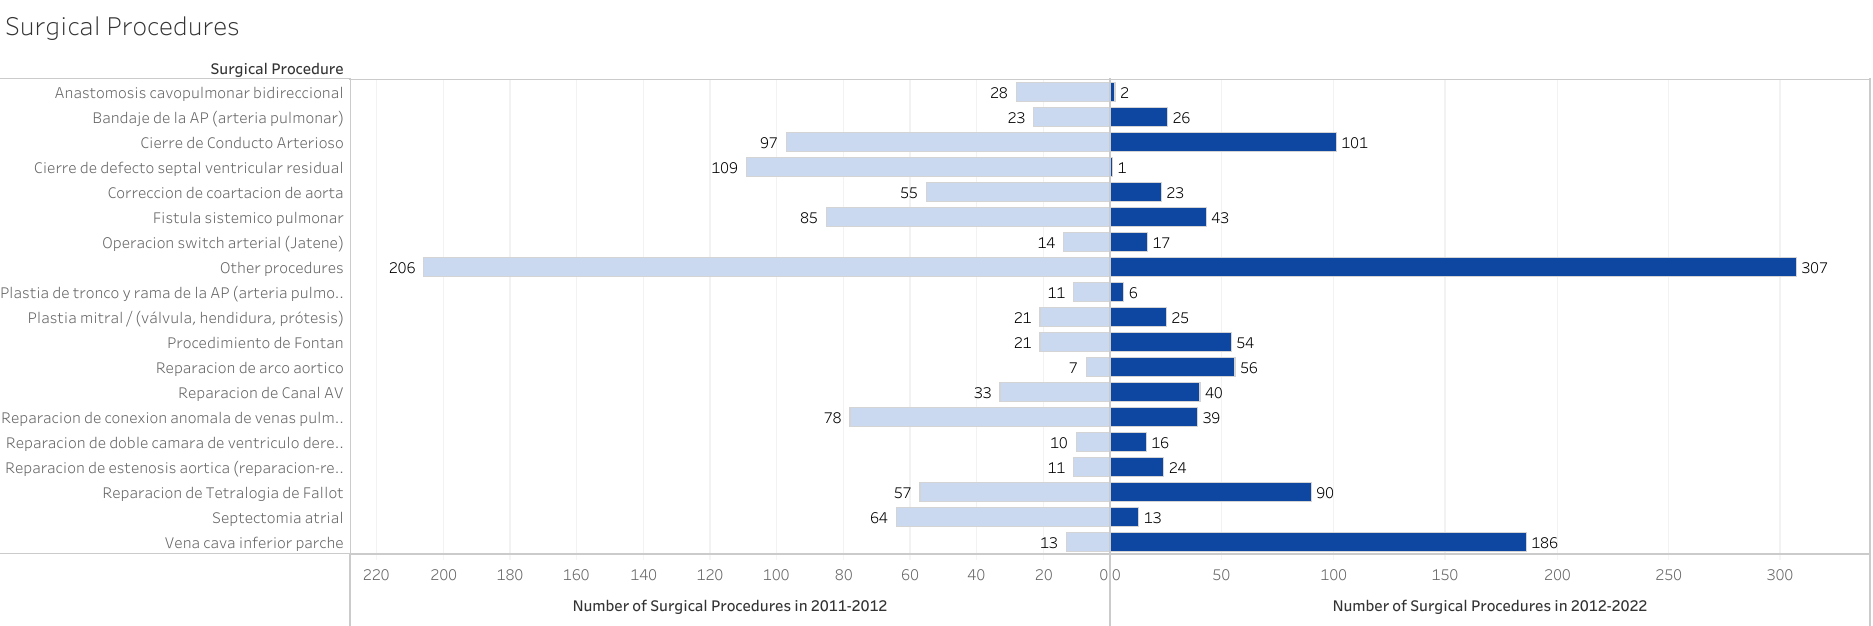 Surgical Procedures
Surgical Procedure
Anastomosis cavopulmonar bidireccional 28 2
Bandaje de la AP (arteria pulmonar) 23 26
Cierre de Conducto Arterioso 97 101
Cierre de defecto septal ventricular residual 109 1
Correccion de coartacion de aorta 55 23
Fistula sistemico pulmonar 85 43
Operacion switch arterial (Jatene) 14 17
Other procedures 206 307
Plastia de tronco y rama de la AP (arteria pulmo.. 11 6
Plastia mitral / (válvula, hendidura, prótesis) 21 25
Procedimiento de Fontan 21 54
Reparacion de arco aortico 7 56
Reparacion de Canal AV 33 40
Reparacion de conexion anomala de venas pulm.. 78 39
Reparacion de doble camara de ventriculo dere.. 10 16
Reparacion de estenosis aortica (reparacion-re.. 11 24
Reparacion de Tetralogia de Fallot 57 90
Septectomia atrial 64 13
Vena cava inferior parche 13 186
220 200 180 160 140 120 100 80 60 40 20 0 0 50 100 150 200 250 300
Number of Surgical Procedures in 2011-2012 Number of Surgical Procedures in 2012-2022